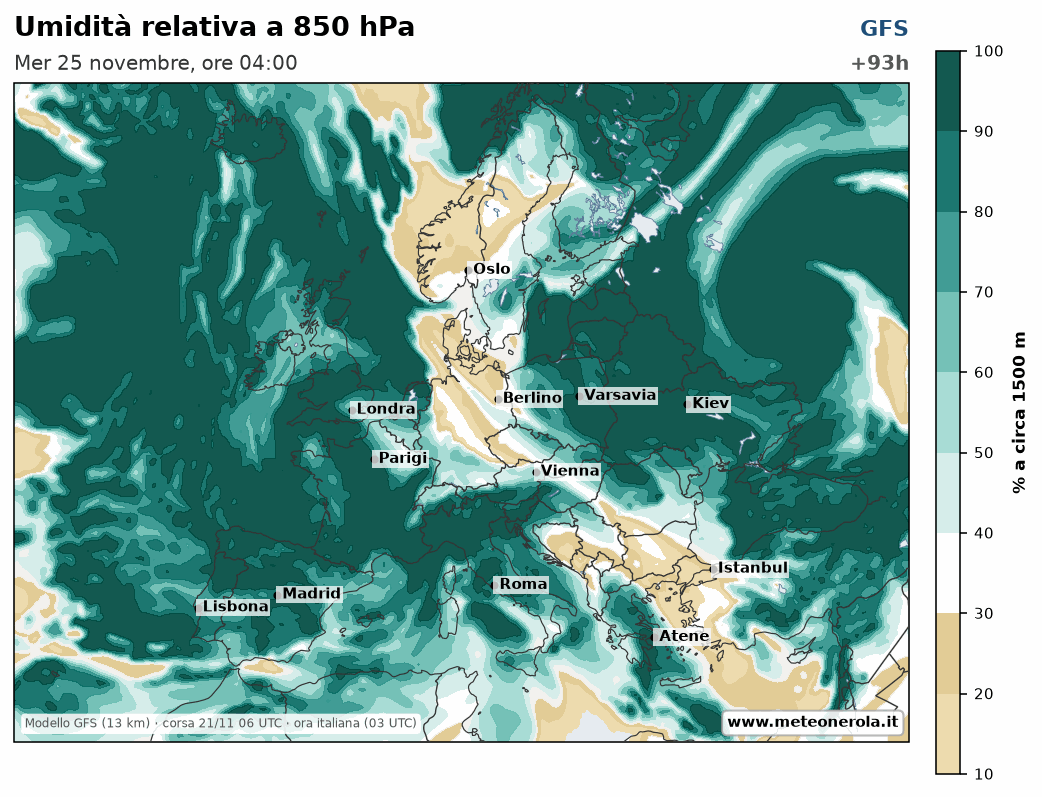 Umidità relativa a 850 hPa
GFS
Mer 25 novembre, ore 04:00
+93h
100
90
80
70
60
50
40
30
20
10
% a circa 1500 m
Oslo
Berlino
Varsavia
Kiev
Londra
Parigi
Vienna
Istanbul
Roma
Madrid
Lisbona
Atene
Modello GFS (13 km) · corsa 21/11 06 UTC · ora italiana (03 UTC)
www.meteonerola.it